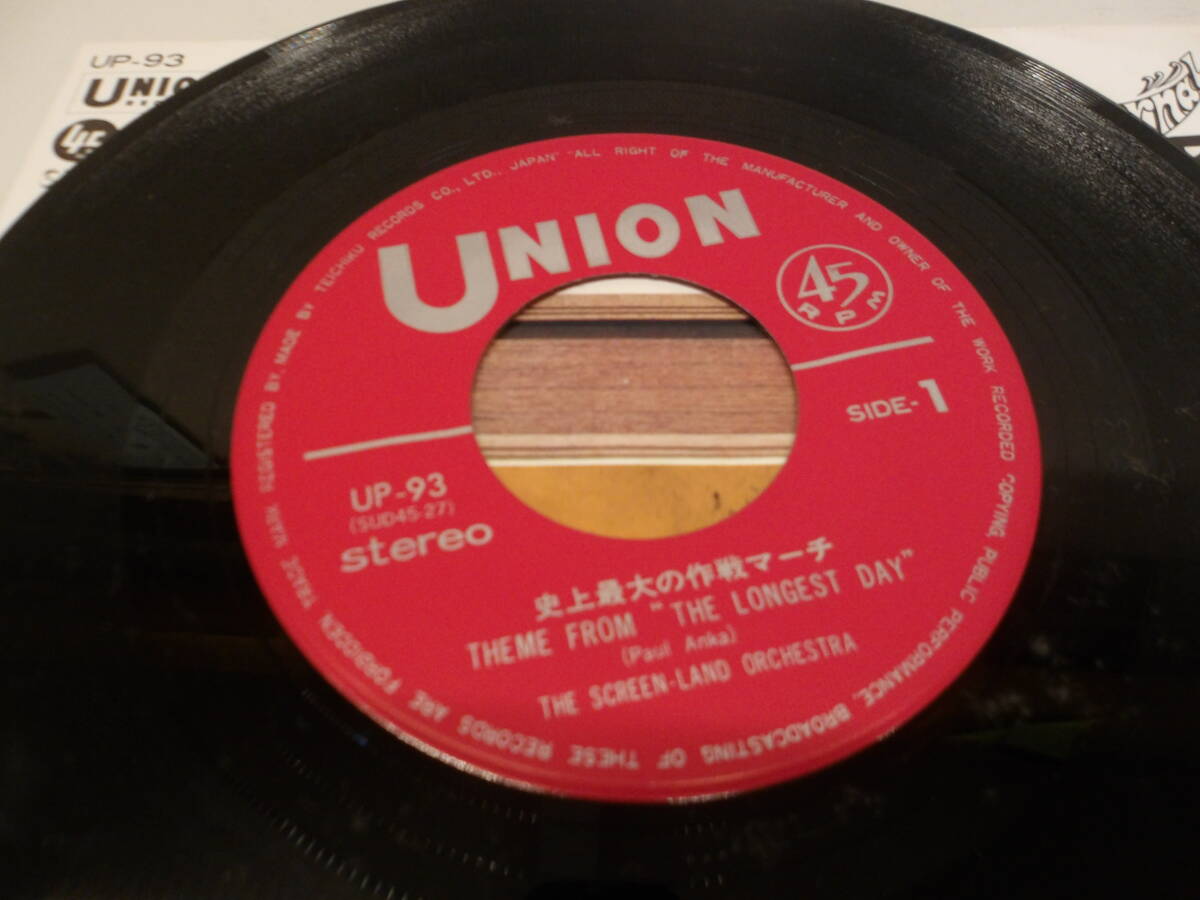 UP-93
UNIO
UNION
45
RPM
SIDE-1
UP-93
(SUD45-27)
stereo
史上最大の作戦マーチ
THEME FROM "THE LONGEST DAY"
(Paul Anka)
THE SCREEN-LAND ORCHESTRA
TRADE MARK REGISTERED BY. MADE BY TEICHIKU RECORDS CO., LTD., JAPAN "ALL RIGHT OF THE MANUFACTURER AND OWNER OF THE WORK RECORDED COPYING, PUBLIC PERFORMANCE, BROADCASTING OF THESE RECORDS ARE FORBIDDEN.